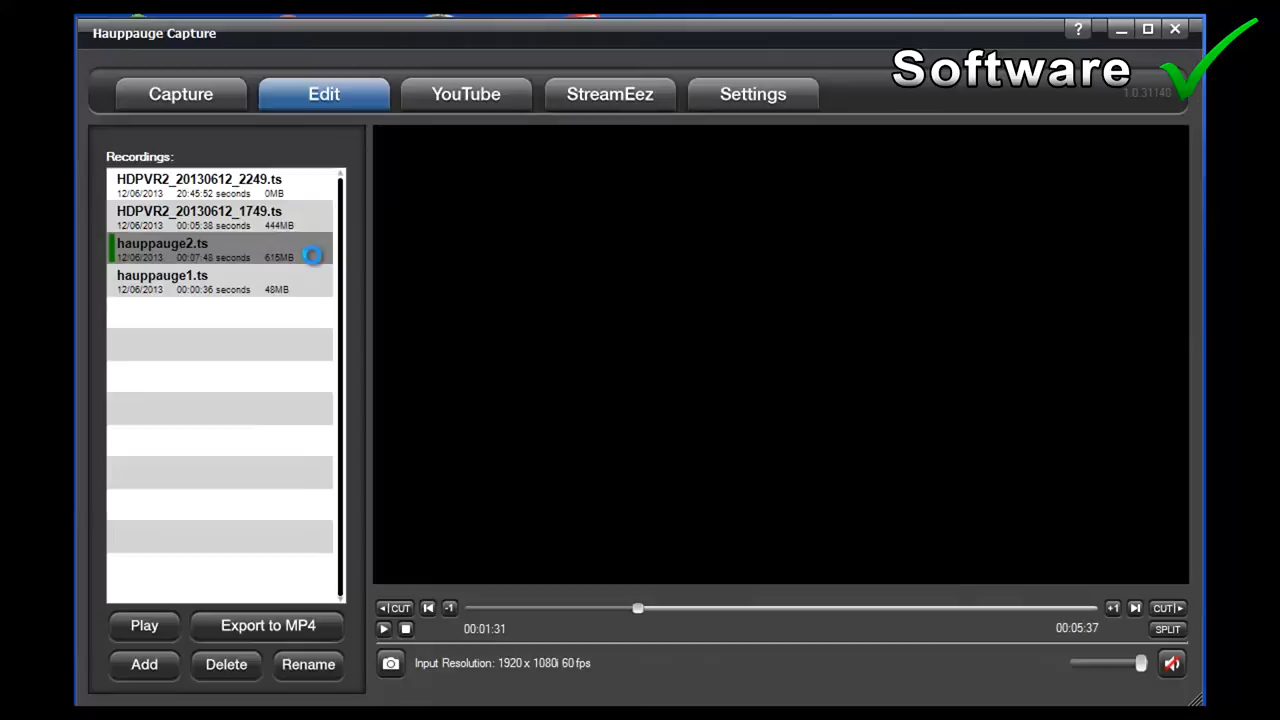 Hauppauge Capture
?
Software
1.0.31140
Capture Edit YouTube StreamEez Settings
Recordings:
HDPVR2_20130612_2249.ts
12/06/2013 20:45:52 seconds 0MB
HDPVR2_20130612_1749.ts
12/06/2013 00:05:38 seconds 444MB
hauppauge2.ts
12/06/2013 00:07:48 seconds 615MB
hauppauge1.ts
12/06/2013 00:00:36 seconds 48MB
Play Export to MP4
Add Delete Rename
CUT -1 +1 CUT
00:01:31 00:05:37 SPLIT
Input Resolution: 1920 x 1080i 60 fps